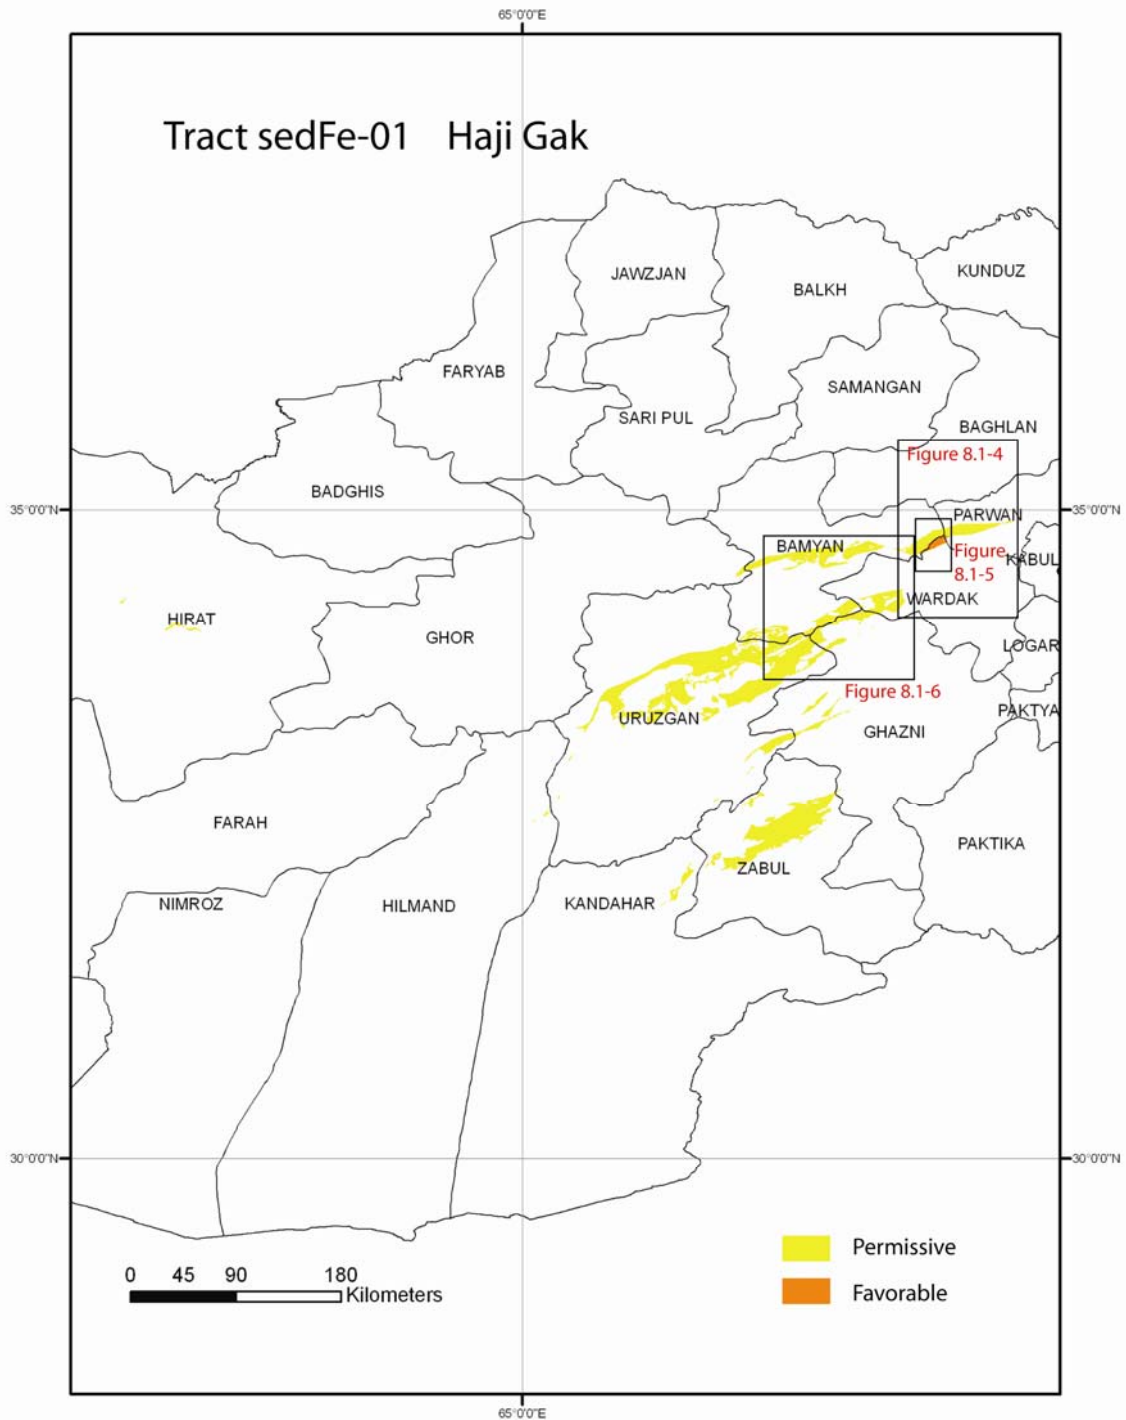 65°0'0"E
Tract sedFe-01 Haji Gak
JAWZJAN
KUNDUZ
BALKH
FARYAB
SAMANGAN
SARI PUL
BAGHLAN
Figure 8.1-4
BADGHIS
35°0'0"N
PARWAN
35°0'0"N
BAMYAN
Figure
8.1-5
KABUL
WARDAK
HIRAT
GHOR
LOGAR
Figure 8.1-6
PAKTYA
URUZGAN
GHAZNI
FARAH
PAKTIKA
ZABUL
NIMROZ
HILMAND
KANDAHAR
30°0'0"N
30°0'0"N
Permissive
Favorable
0 45 90 180
Kilometers
65°0'0"E